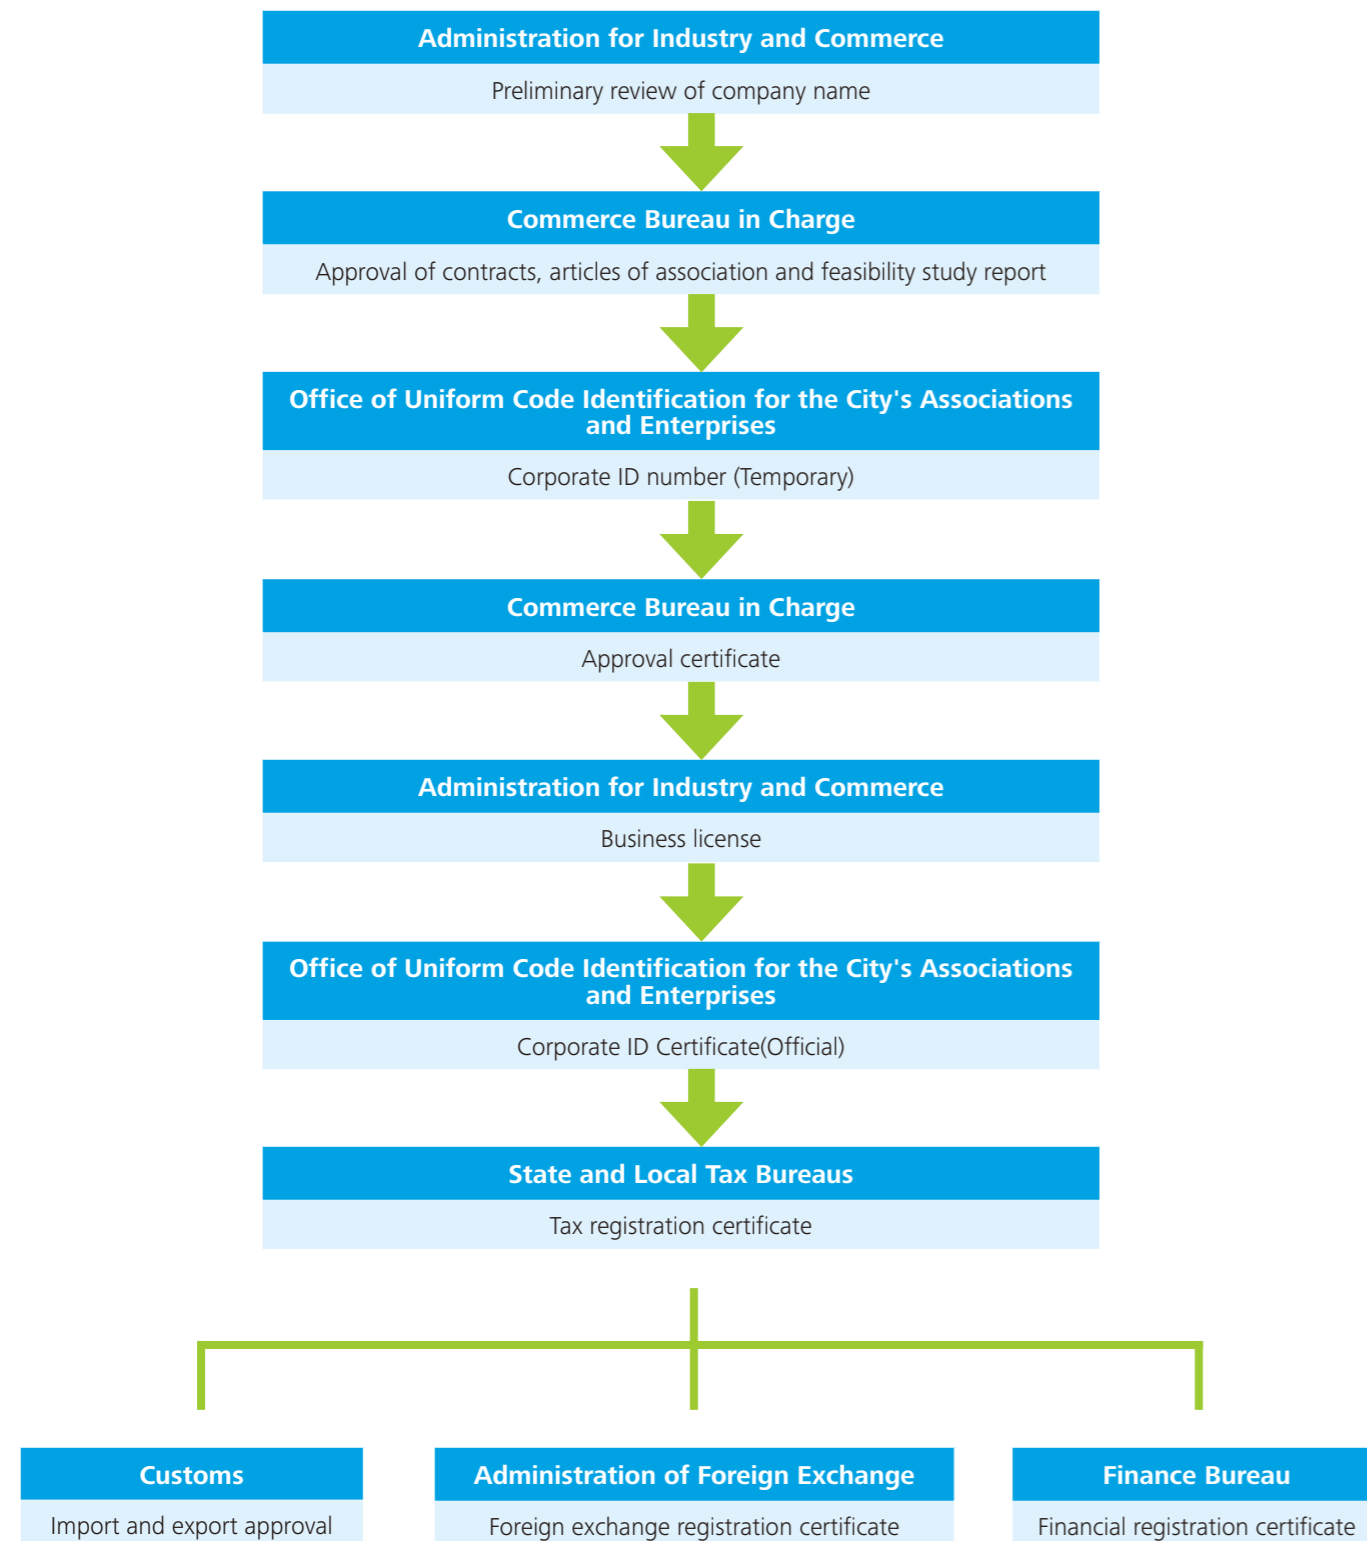 Administration for Industry and Commerce
Preliminary review of company name
Commerce Bureau in Charge
Approval of contracts, articles of association and feasibility study report
Office of Uniform Code Identification for the City's Associations
and Enterprises
Corporate ID number (Temporary)
Commerce Bureau in Charge
Approval certificate
Administration for Industry and Commerce
Business license
Office of Uniform Code Identification for the City's Associations
and Enterprises
Corporate ID Certificate(Official)
State and Local Tax Bureaus
Tax registration certificate
Customs
Import and export approval
Administration of Foreign Exchange
Foreign exchange registration certificate
Finance Bureau
Financial registration certificate